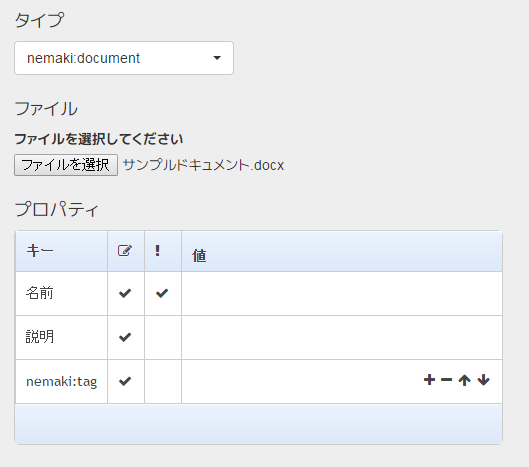 タイプ
nemaki:document
ファイル
ファイルを選択してください
ファイルを選択 サンプルドキュメント.docx
プロパティ
キー ! 値
名前
説明
nemaki:tag